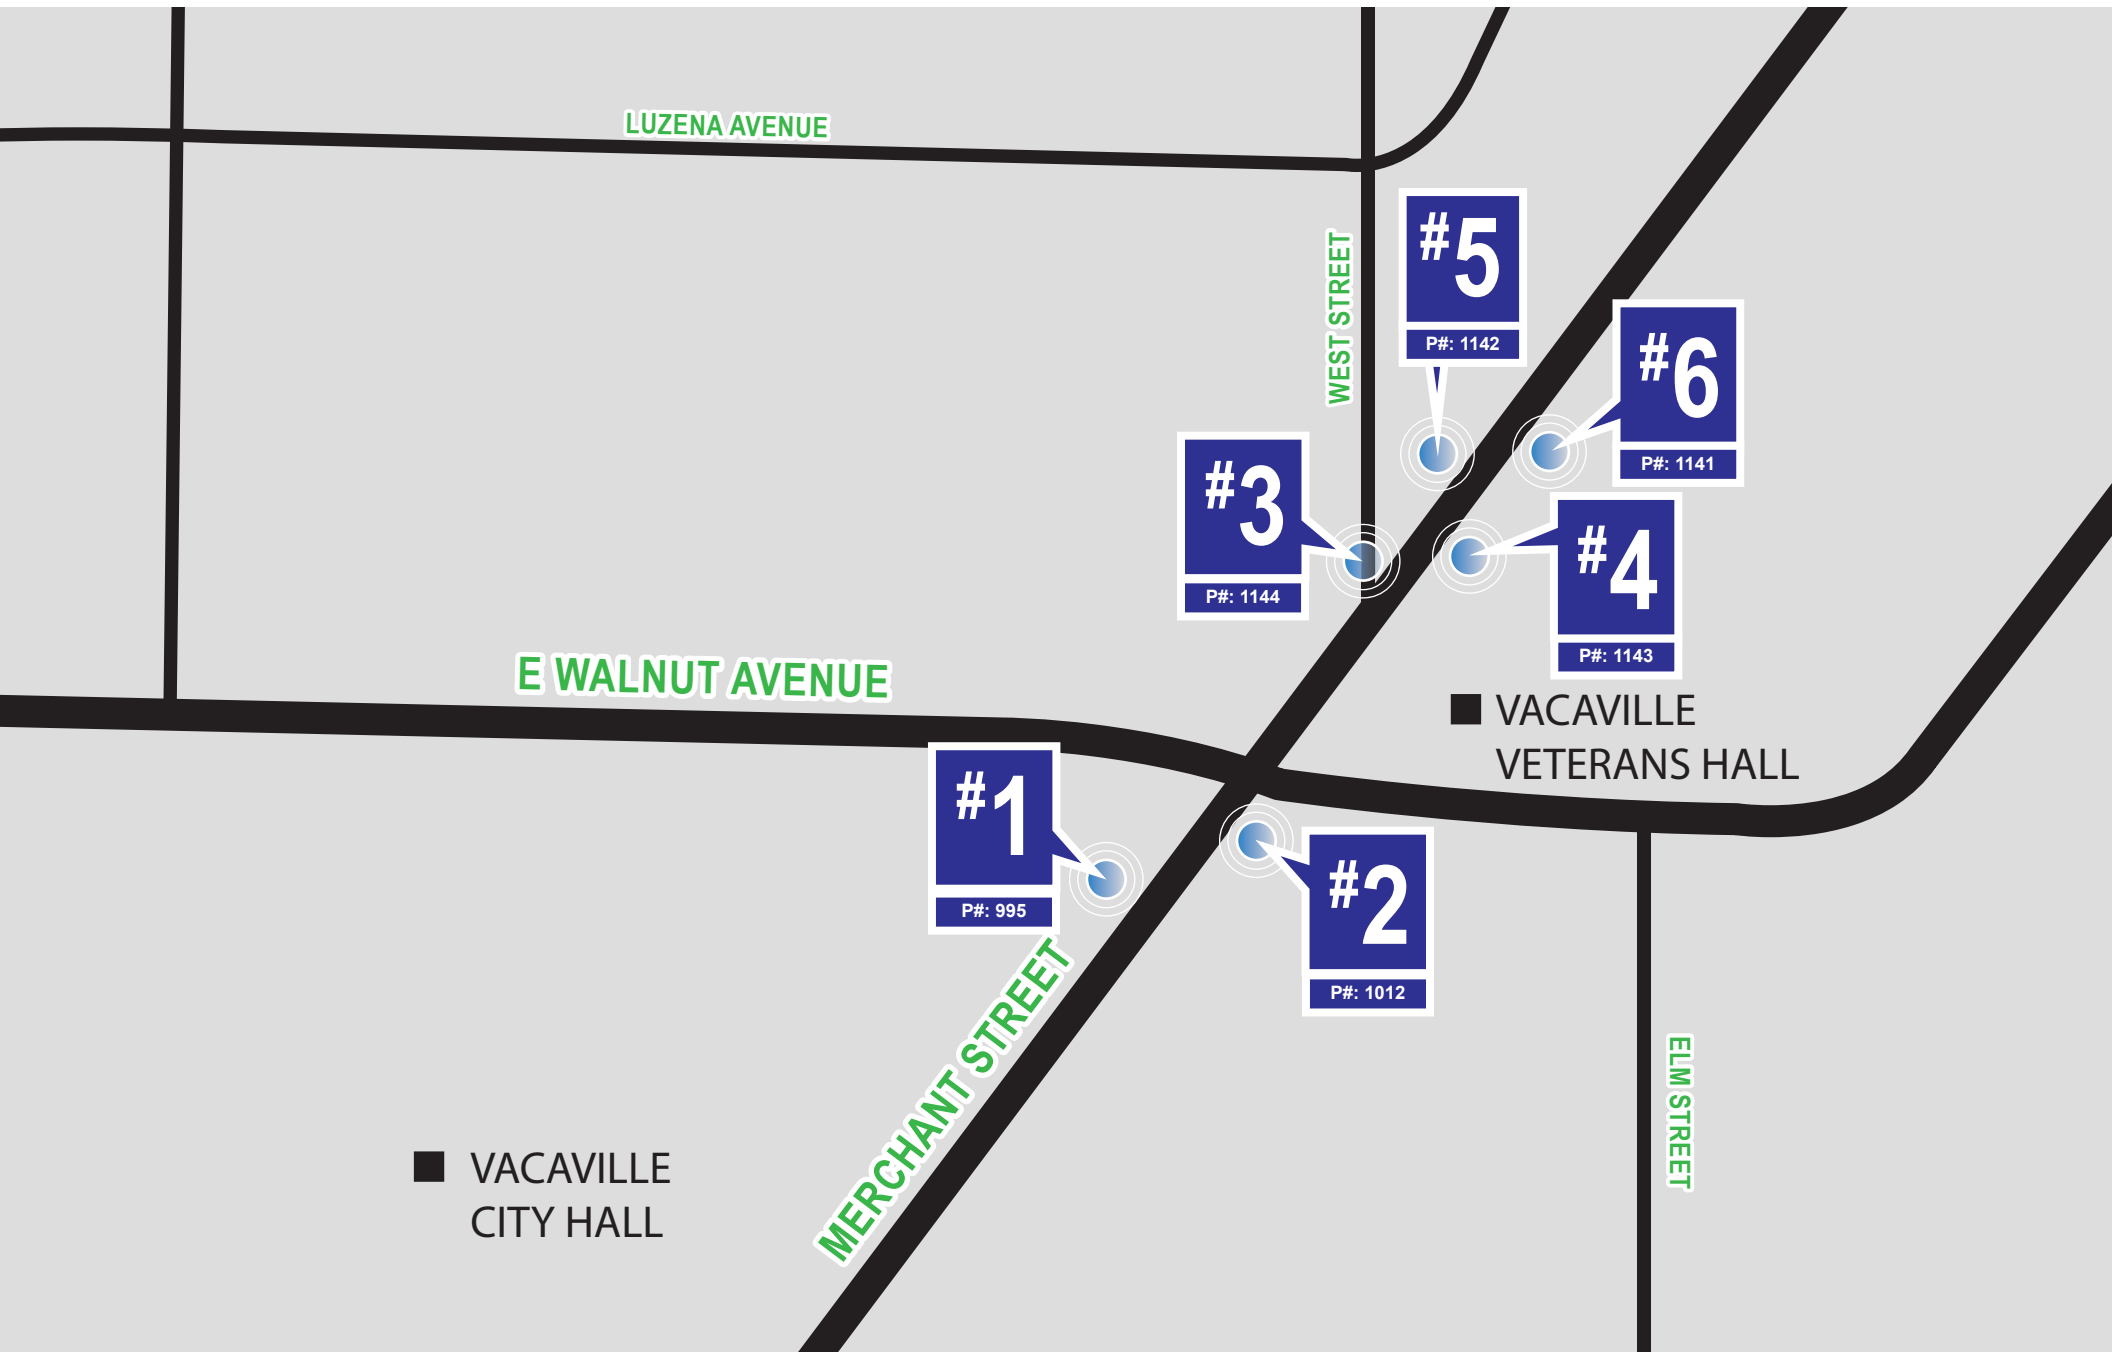 LUZENA AVENUE
WEST STREET
#5
P#: 1142
#6
P#: 1141
#3
P#: 1144
#4
P#: 1143
E WALNUT AVENUE
VACAVILLE
VETERANS HALL
#1
P#: 995
#2
P#: 1012
MERCHANT STREET
ELM STREET
VACAVILLE
CITY HALL